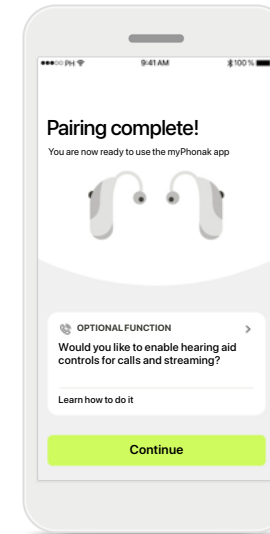 PH 9:41 AM 100%
Pairing complete!
You are now ready to use the myPhonak app
OPTIONAL FUNCTION
Would you like to enable hearing aid
controls for calls and streaming?
Learn how to do it
Continue